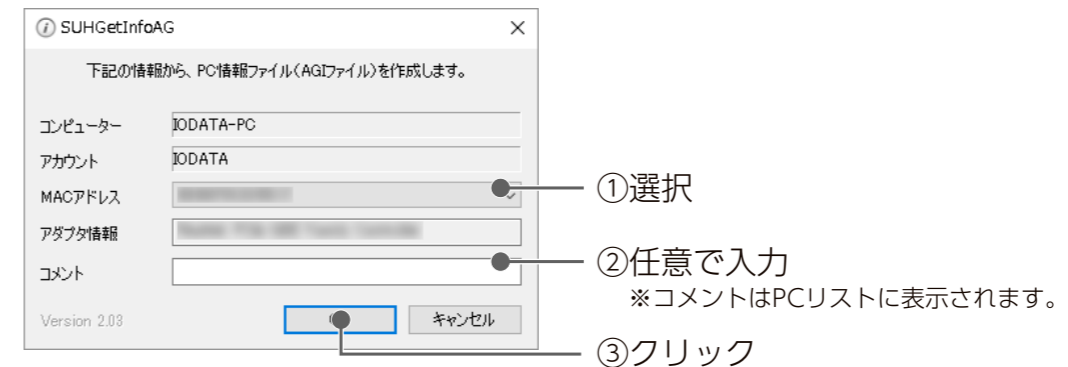 SUHGetInfoAG
下記の情報から、PC情報ファイル(AGIファイル)を作成します。
コンピューター IODATA-PC
アカウント IODATA
MACアドレス
①選択
アダプタ情報
コメント
②任意で入力
※コメントはPCリストに表示されます。
Version 2.03
キャンセル
③クリック